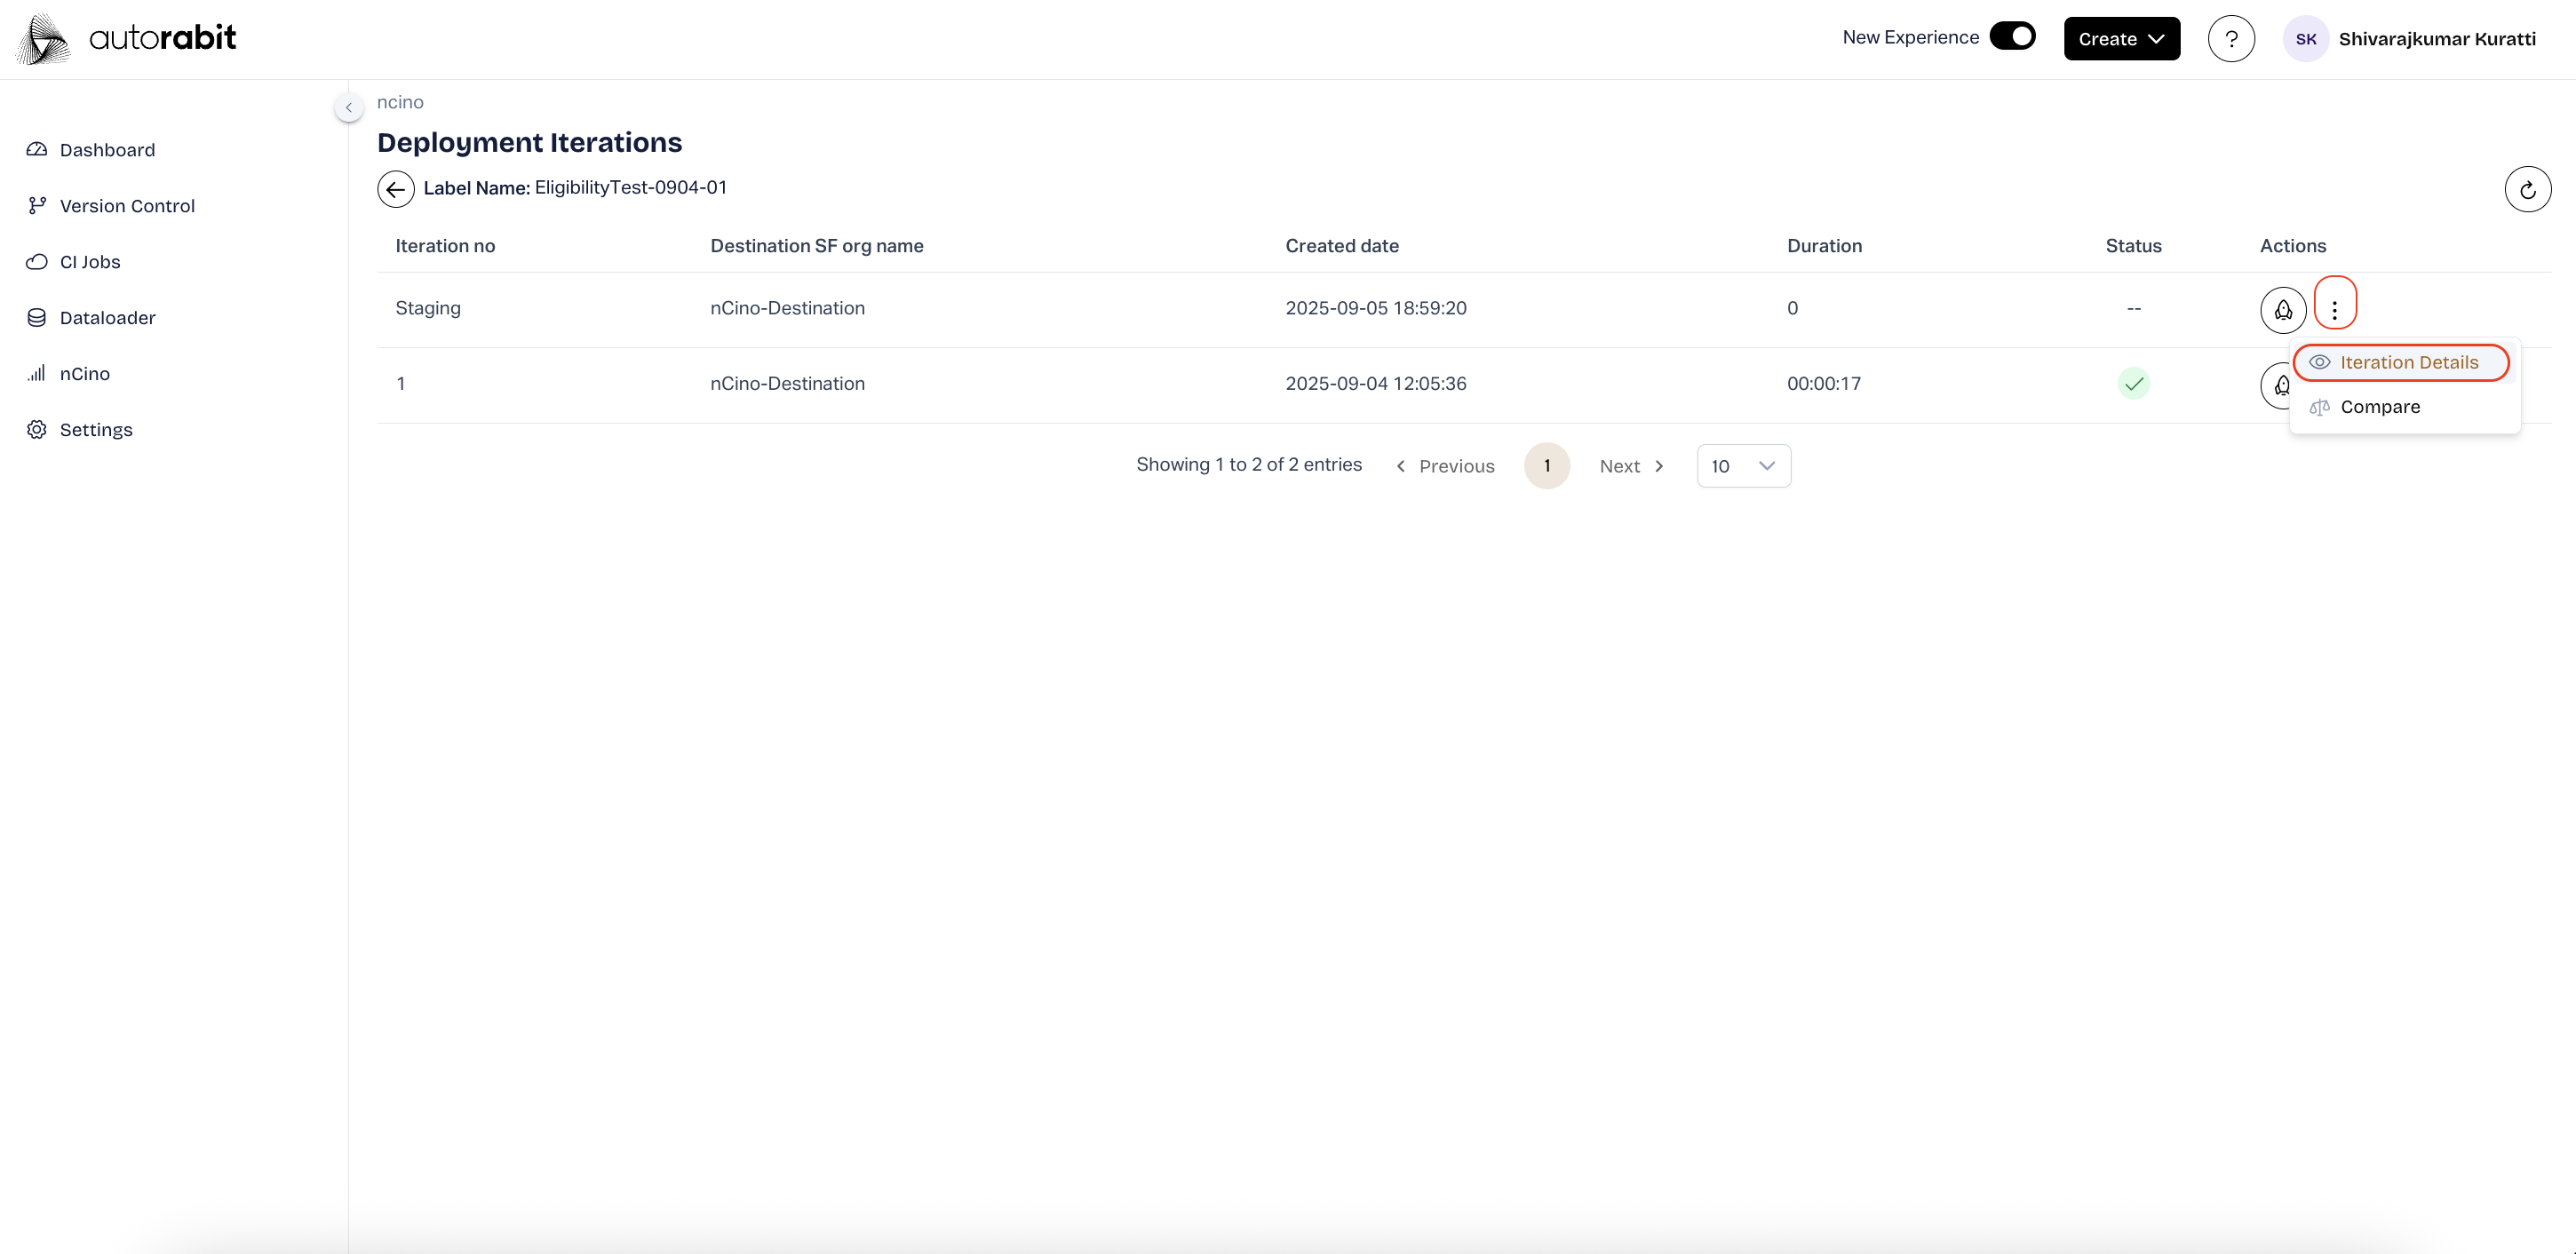 autorabit
New Experience
Create
?
SK
Shivarajkumar Kuratti
Dashboard
Version Control
CI Jobs
Dataloader
nCino
Settings
ncino
Deployment Iterations
Label Name: EligibilityTest-0904-01
Iteration no Destination SF org name Created date Duration Status Actions
Staging nCino-Destination 2025-09-05 18:59:20 0 --
1 nCino-Destination 2025-09-04 12:05:36 00:00:17
Iteration Details
Compare
Showing 1 to 2 of 2 entries Previous 1 Next 10